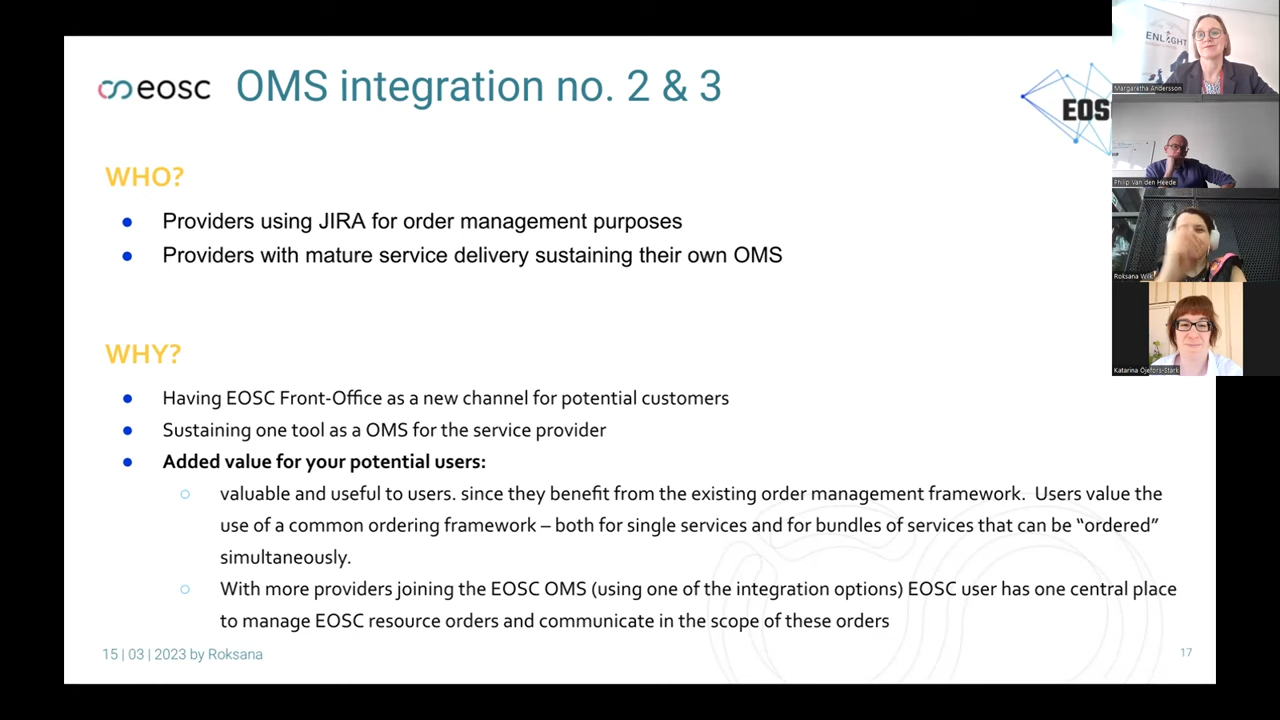 eosc
OMS integration no. 2 & 3
EOS
WHO?
● Providers using JIRA for order management purposes
● Providers with mature service delivery sustaining their own OMS
WHY?
● Having EOSC Front-Office as a new channel for potential customers
● Sustaining one tool as a OMS for the service provider
● Added value for your potential users:
○ valuable and useful to users. since they benefit from the existing order management framework. Users value the
use of a common ordering framework – both for single services and for bundles of services that can be “ordered”
simultaneously.
○ With more providers joining the EOSC OMS (using one of the integration options) EOSC user has one central place
to manage EOSC resource orders and communicate in the scope of these orders
15 | 03 | 2023 by Roksana
17
ENLIGHT
Margaretha Andersson
Philip Van den Heede
Roksana Wilk
Katarina Öjefors-Stark